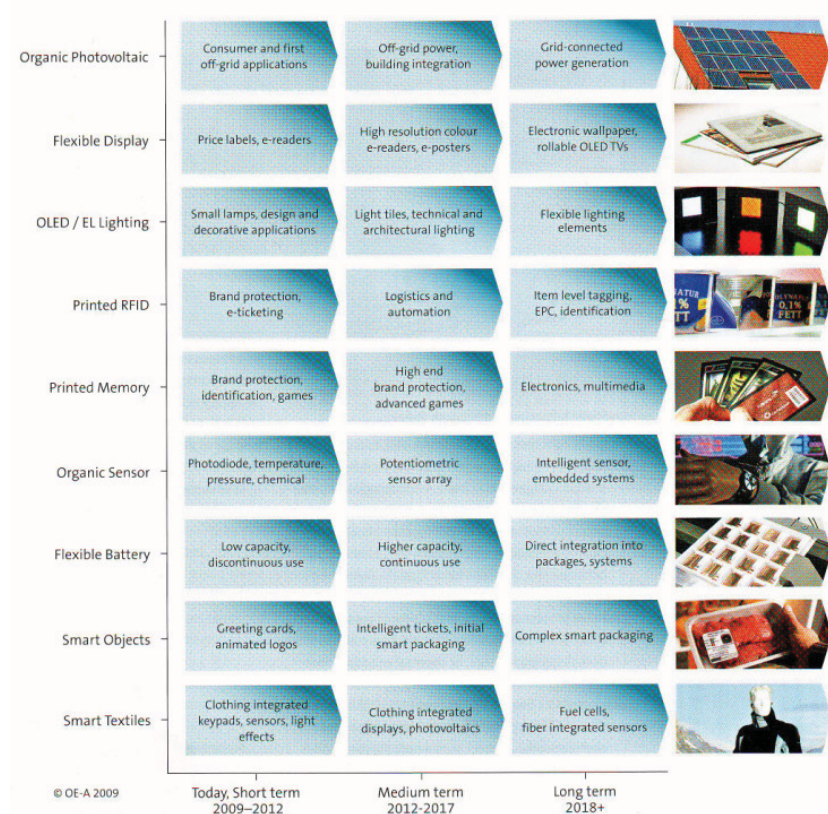 Organic Photovoltaic
Consumer and first
off-grid applications
Off-grid power,
building integration
Grid-connected
power generation
Flexible Display
Price labels, e-readers
High resolution colour
e-readers, e-posters
Electronic wallpaper,
rollable OLED TVs
OLED / EL Lighting
Small lamps, design and
decorative applications
Light tiles, technical and
architectural lighting
Flexible lighting
elements
Printed RFID
Brand protection,
e-ticketing
Logistics and
automation
Item level tagging,
EPC, identification
NATUR
%
TT
0,1%
FETT
Printed Memory
Brand protection,
identification, games
High end
brand protection,
advanced games
Electronics, multimedia
Organic Sensor
Photodiode, temperature,
pressure, chemical
Potentiometric
sensor array
Intelligent sensor,
embedded systems
Flexible Battery
Low capacity,
discontinuous use
Higher capacity,
continuous use
Direct integration into
packages, systems
Smart Objects
Greeting cards,
animated logos
Intelligent tickets, initial
smart packaging
Complex smart packaging
Smart Textiles
Clothing integrated
keypads, sensors, light
effects
Clothing integrated
displays, photovoltaics
Fuel cells,
fiber integrated sensors
© OE-A 2009
Today, Short term
2009–2012
Medium term
2012-2017
Long term
2018+